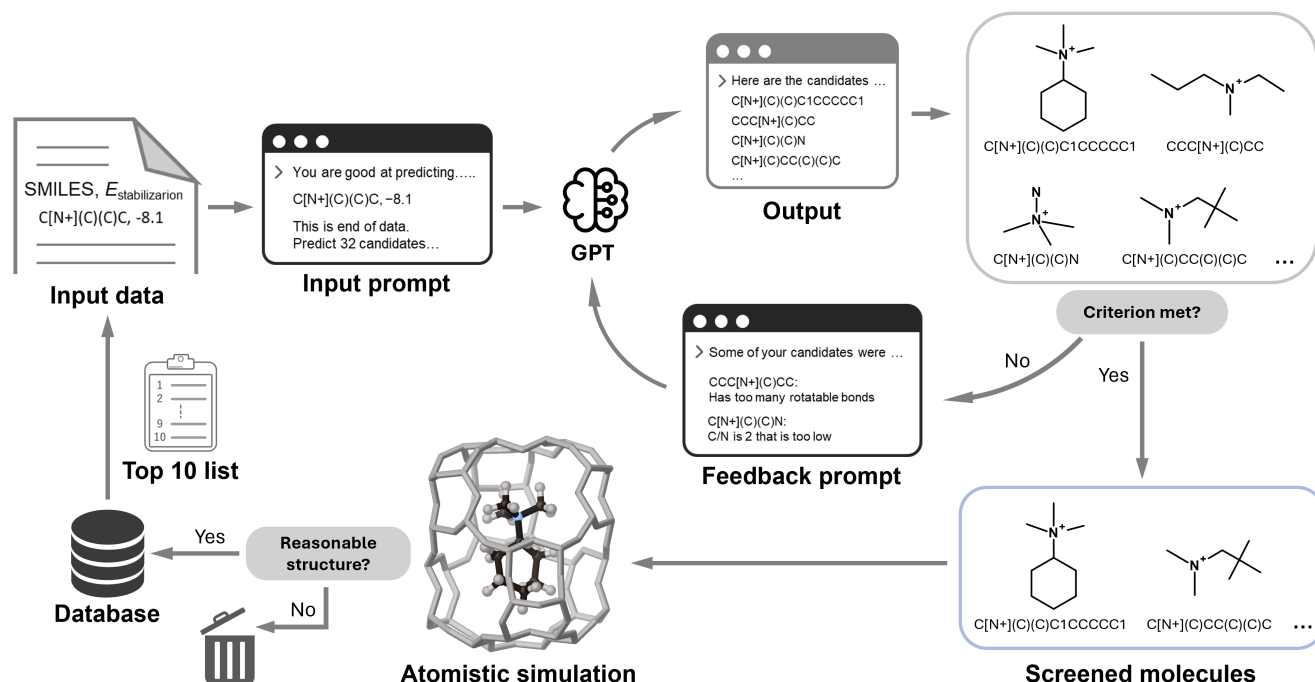 SMILES, Estabilizarion
C[N+](C)(C)C, -8.1
Input data
> You are good at predicting.....
C[N+](C)(C)C, −8.1
This is end of data.
Predict 32 candidates…
Input prompt
GPT
> Here are the candidates …
C[N+](C)(C)C1CCCCC1
CCC[N+](C)CC
C[N+](C)(C)N
C[N+](C)CC(C)(C)C
…
Output
N+
C[N+](C)(C)C1CCCCC1
N+
CCC[N+](C)CC
N
N+
C[N+](C)(C)N
N+
C[N+](C)CC(C)(C)C
...
Criterion met?
No
Yes
> Some of your candidates were …
CCC[N+](C)CC:
Has too many rotatable bonds
C[N+](C)(C)N:
C/N is 2 that is too low
Feedback prompt
N+
C[N+](C)(C)C1CCCCC1
N+
C[N+](C)CC(C)(C)C
...
Screened molecules
Atomistic simulation
Reasonable
structure?
Yes
No
Database
1
2
9
10
Top 10 list